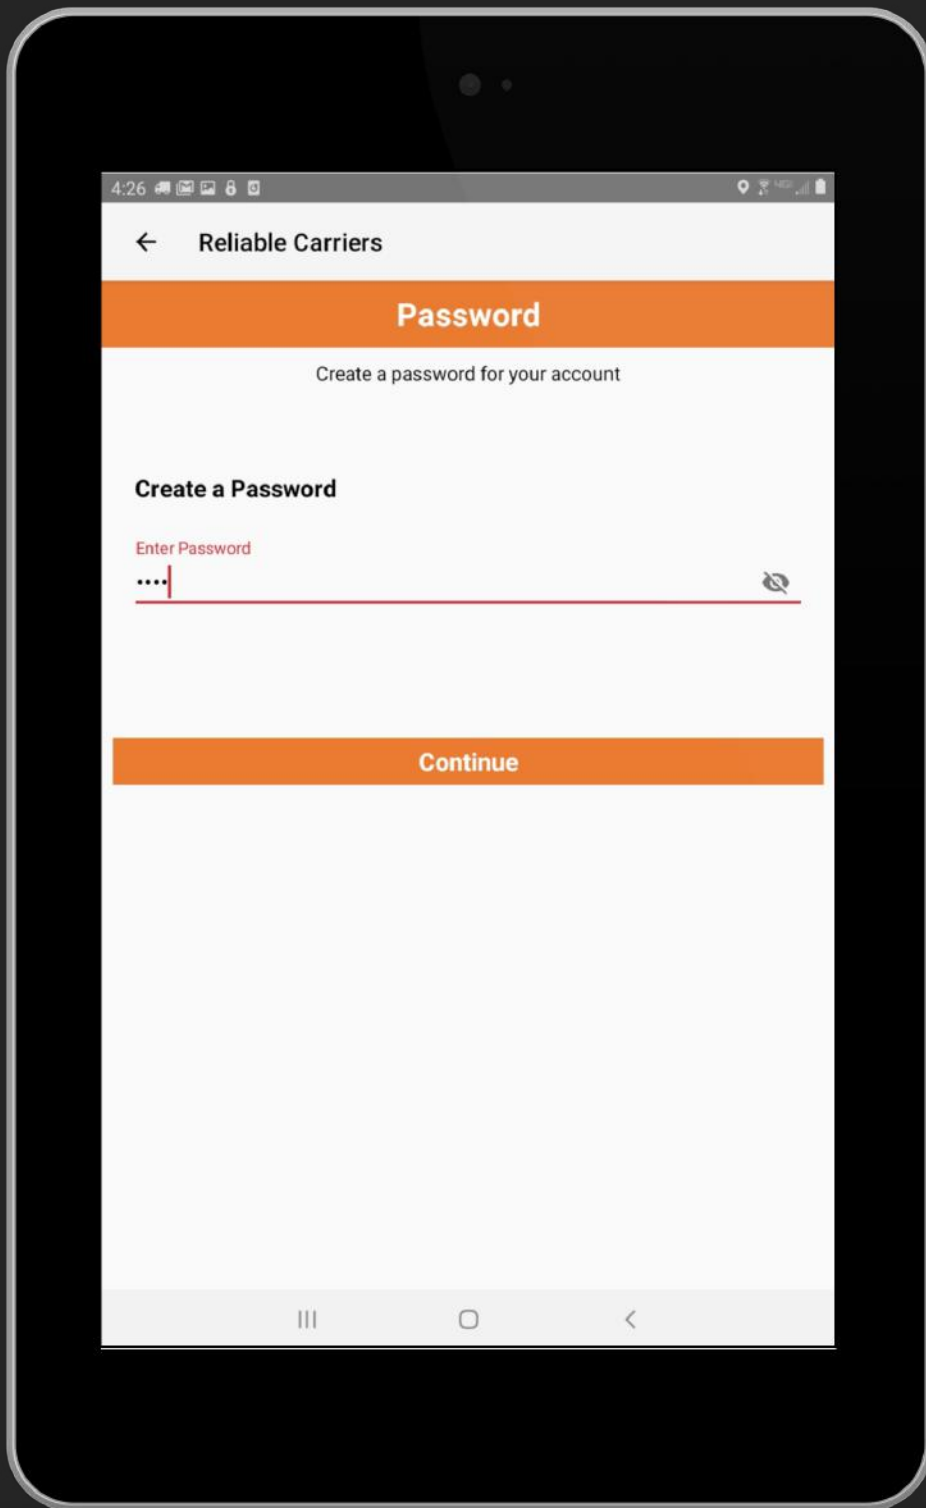 4:26
Reliable Carriers
Password
Create a password for your account
Create a Password
Enter Password
••••
Continue